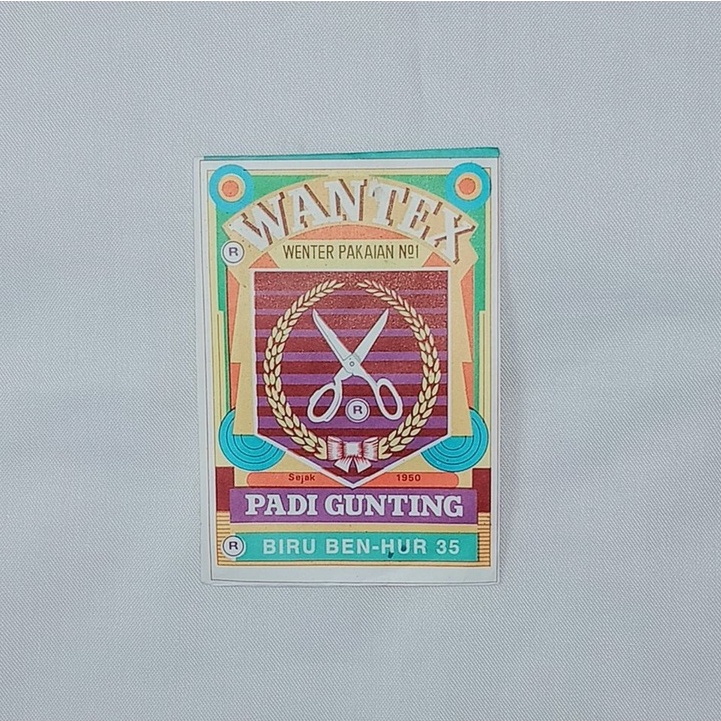 WANTEX
®
WENTER PAKAIAN Nº1
®
Sejak 1950
PADI GUNTING
®
BIRU BEN-HUR 35